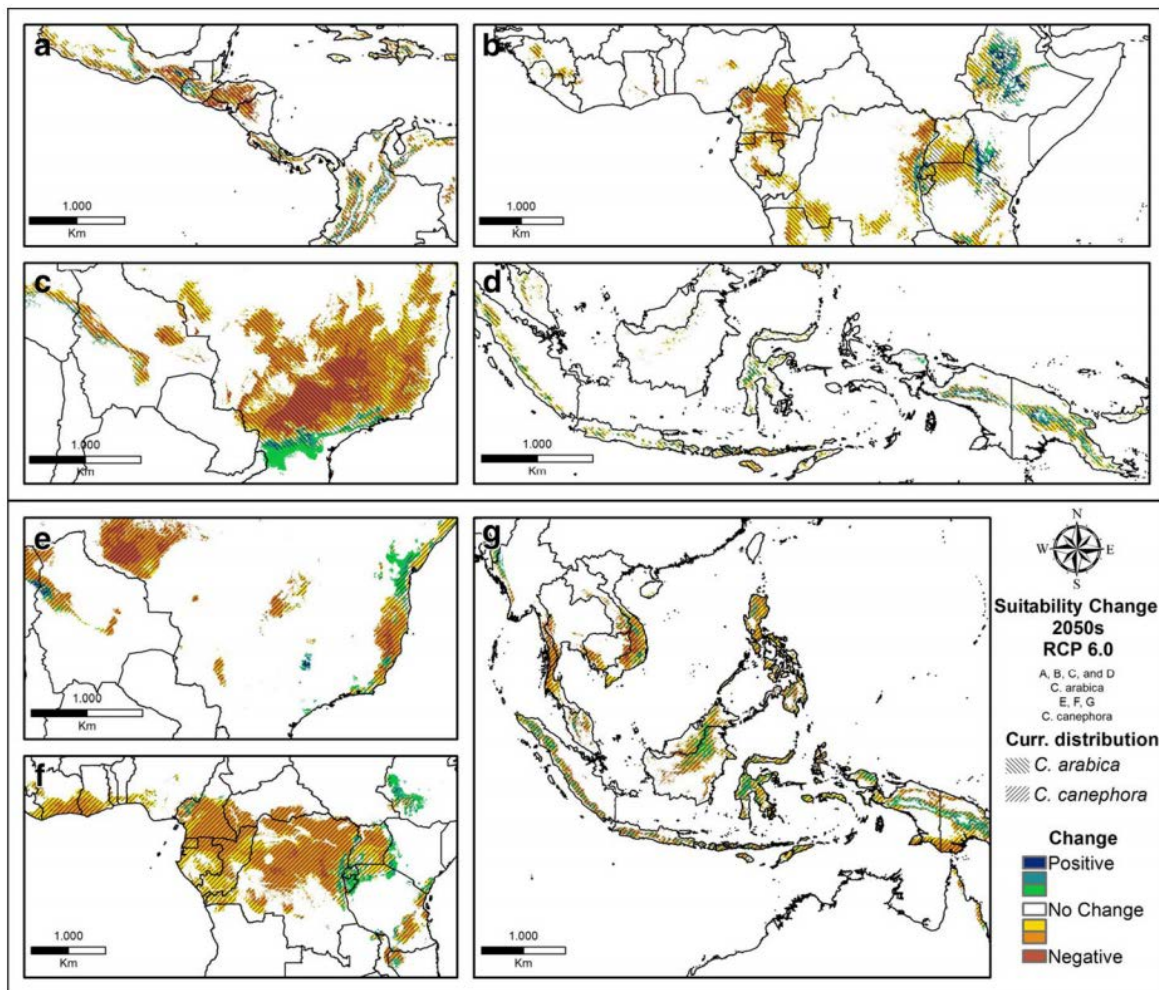 a
1.000
Km
b
1.000
Km
c
1.000
Km
d
1.000
Km
e
1.000
Km
f
1.000
Km
g
1.000
Km
N
W E
S
Suitability Change
2050s
RCP 6.0
A, B, C, and D
C. arabica
E, F, G
C. canephora
Curr. distribution
C. arabica
C. canephora
Change
Positive
No Change
Negative